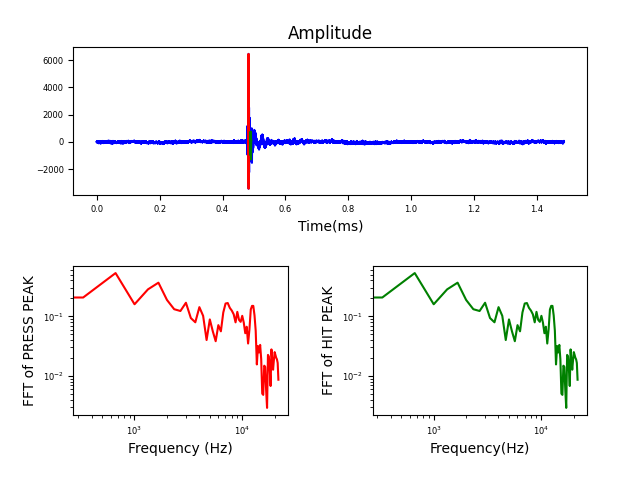 Amplitude
6000
4000
2000
0
−2000
0.0 0.2 0.4 0.6 0.8 1.0 1.2 1.4
Time(ms)
FFT of PRESS PEAK
10⁻¹
10⁻²
10³ 10⁴
Frequency (Hz)
FFT of HIT PEAK
10⁻¹
10⁻²
10³ 10⁴
Frequency(Hz)